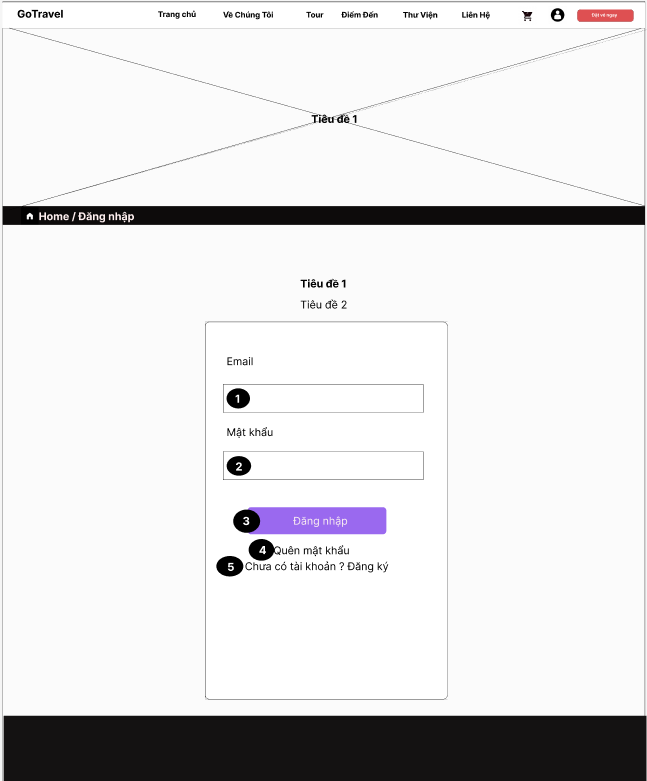 GoTravel Trang chủ Về Chúng Tôi Tour Điểm Đến Thư Viện Liên Hệ Đặt vé ngay
Tiêu đề 1
Home / Đăng nhập
Tiêu đề 1
Tiêu đề 2
Email
1
Mật khẩu
2
3 Đăng nhập
4 Quên mật khẩu
5 Chưa có tài khoản ? Đăng ký